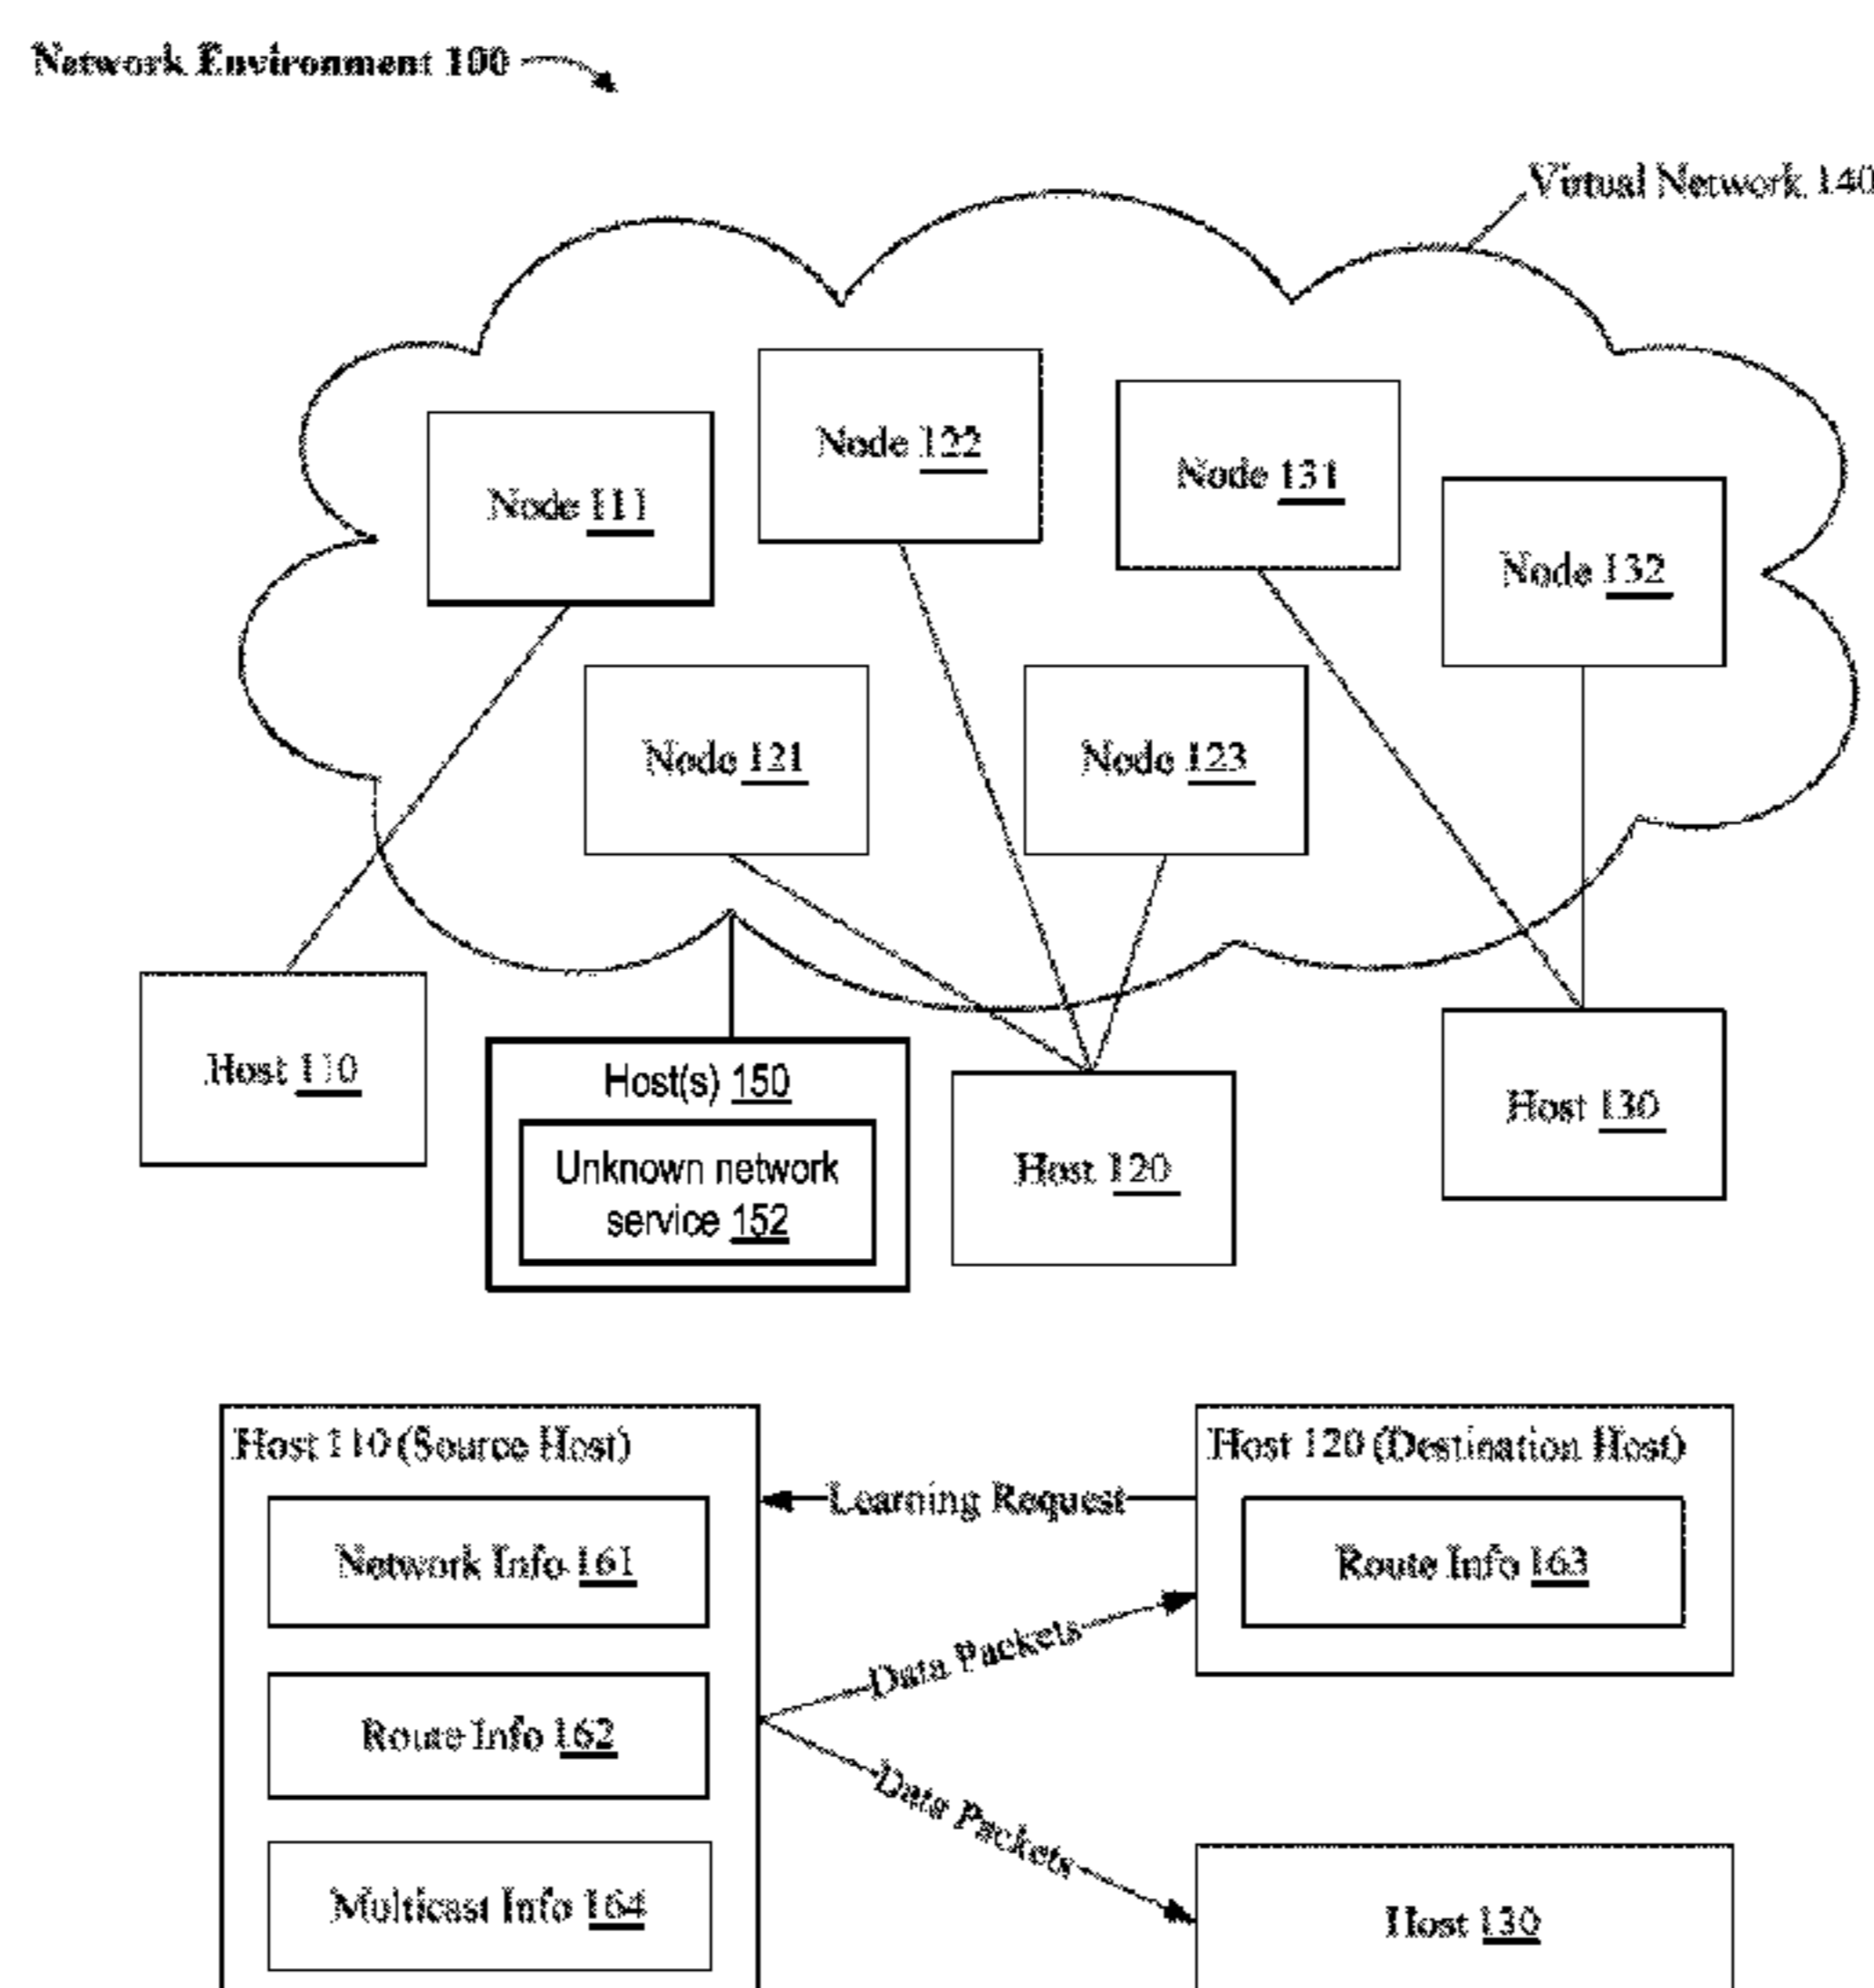 Network Environment 100
Virtual Network 140
Node 122
Node 131
Node 111
Node 132
Node 121
Node 123
Host 110
Host(s) 150
Unknown network
service 152
Host 120
Host 130
Host 110 (Source Host)
Network Info 161
Route Info 162
Multicast Info 164
Learning Request
Data Packets
Data Packets
Host 120 (Destination Host)
Route Info 163
Host 130